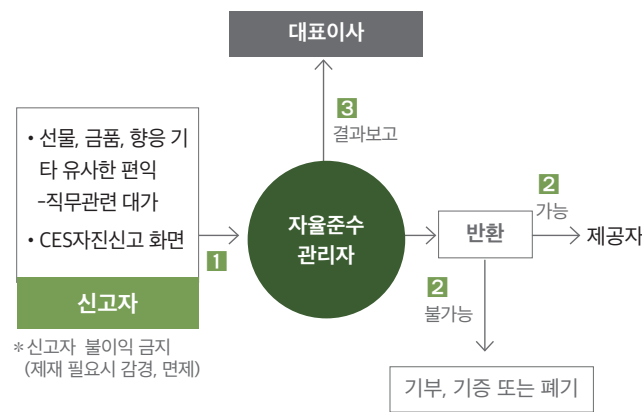 대표이사
3
결과보고
• 선물, 금품, 향응 기
타 유사한 편익
-직무관련 대가
• CES자진신고 화면
신고자
1
자율준수
관리자
반환
2
가능
제공자
2
불가능
기부, 기증 또는 폐기
*신고자 불이익 금지
(제재 필요시 감경, 면제)